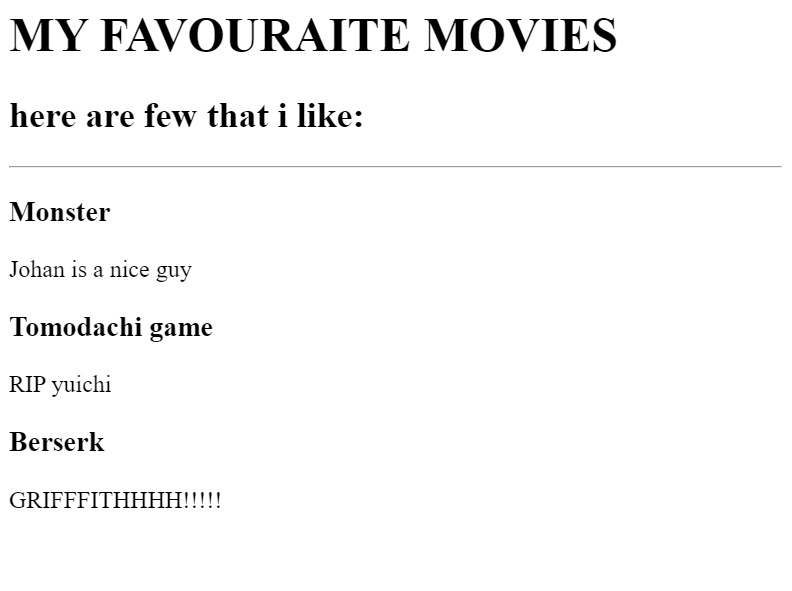 MY FAVOURAITE MOVIES
here are few that i like:
Monster
Johan is a nice guy
Tomodachi game
RIP yuichi
Berserk
GRIFFFITHHHH!!!!!